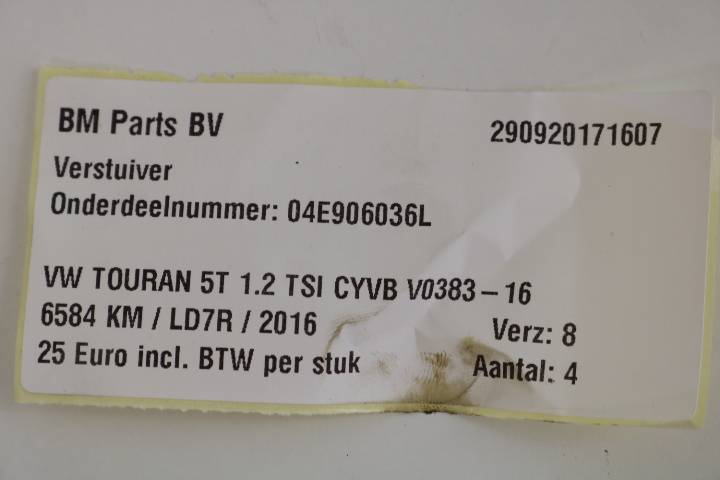 BM Parts BV 290920171607
Verstuiver
Onderdeelnummer: 04E906036L
VW TOURAN 5T 1.2 TSI CYVB V0383-16
6584 KM / LD7R / 2016 Verz: 8
25 Euro incl. BTW per stuk Aantal: 4